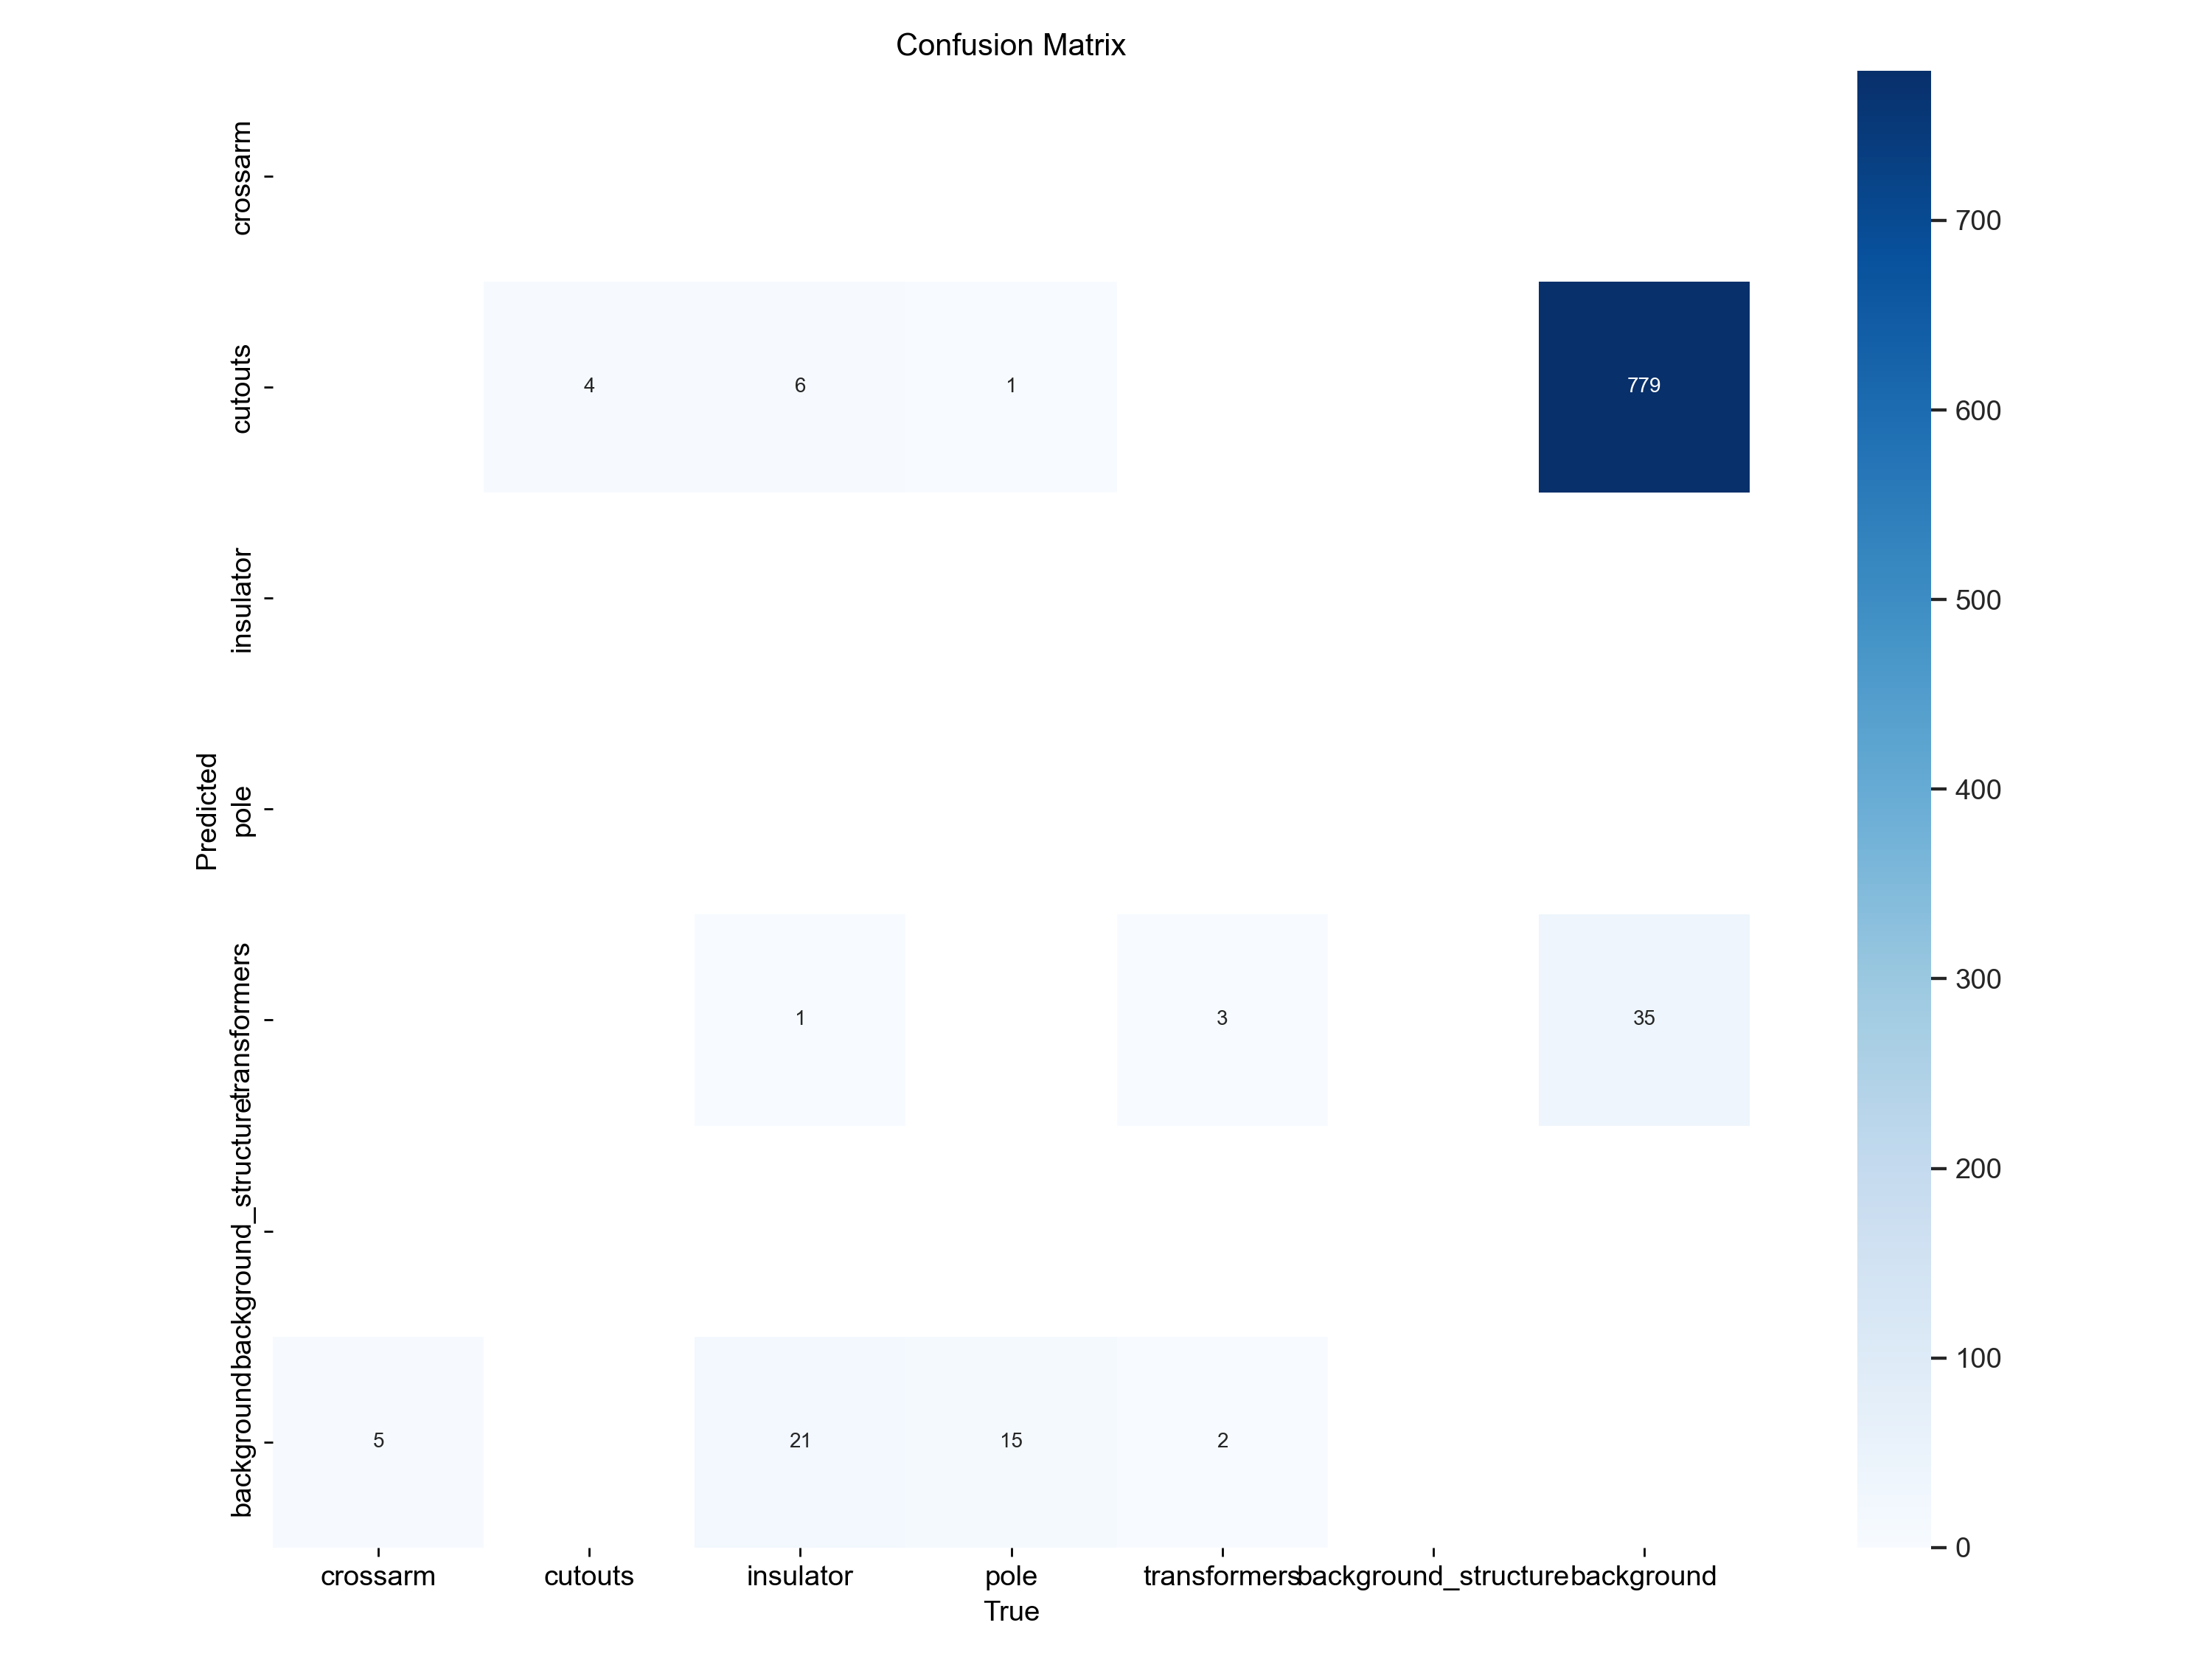 Confusion Matrix
crossarm
cutouts
insulator
pole
transformers
background_structure
background
Predicted
4 6 1 779
1 3 35
5 21 15 2
crossarm cutouts insulator pole transformers background_structure background
True
700
600
500
400
300
200
100
0